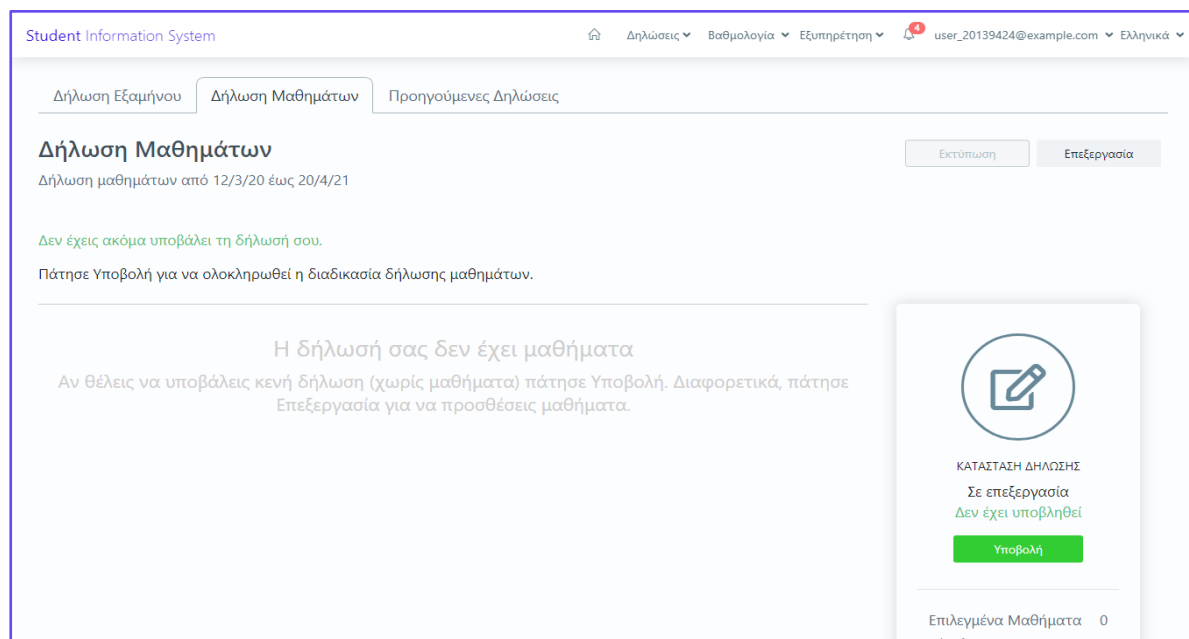 Student Information System
Δηλώσεις Βαθμολογία Εξυπηρέτηση 4 user_20139424@example.com Ελληνικά
Δήλωση Εξαμήνου Δήλωση Μαθημάτων Προηγούμενες Δηλώσεις
Δήλωση Μαθημάτων
Εκτύπωση Επεξεργασία
Δήλωση μαθημάτων από 12/3/20 έως 20/4/21
Δεν έχεις ακόμα υποβάλει τη δήλωσή σου.
Πάτησε Υποβολή για να ολοκληρωθεί η διαδικασία δήλωσης μαθημάτων.
Η δήλωσή σας δεν έχει μαθήματα
Αν θέλεις να υποβάλεις κενή δήλωση (χωρίς μαθήματα) πάτησε Υποβολή. Διαφορετικά, πάτησε
Επεξεργασία για να προσθέσεις μαθήματα.
ΚΑΤΑΣΤΑΣΗ ΔΗΛΩΣΗΣ
Σε επεξεργασία
Δεν έχει υποβληθεί
Υποβολή
Επιλεγμένα Μαθήματα 0